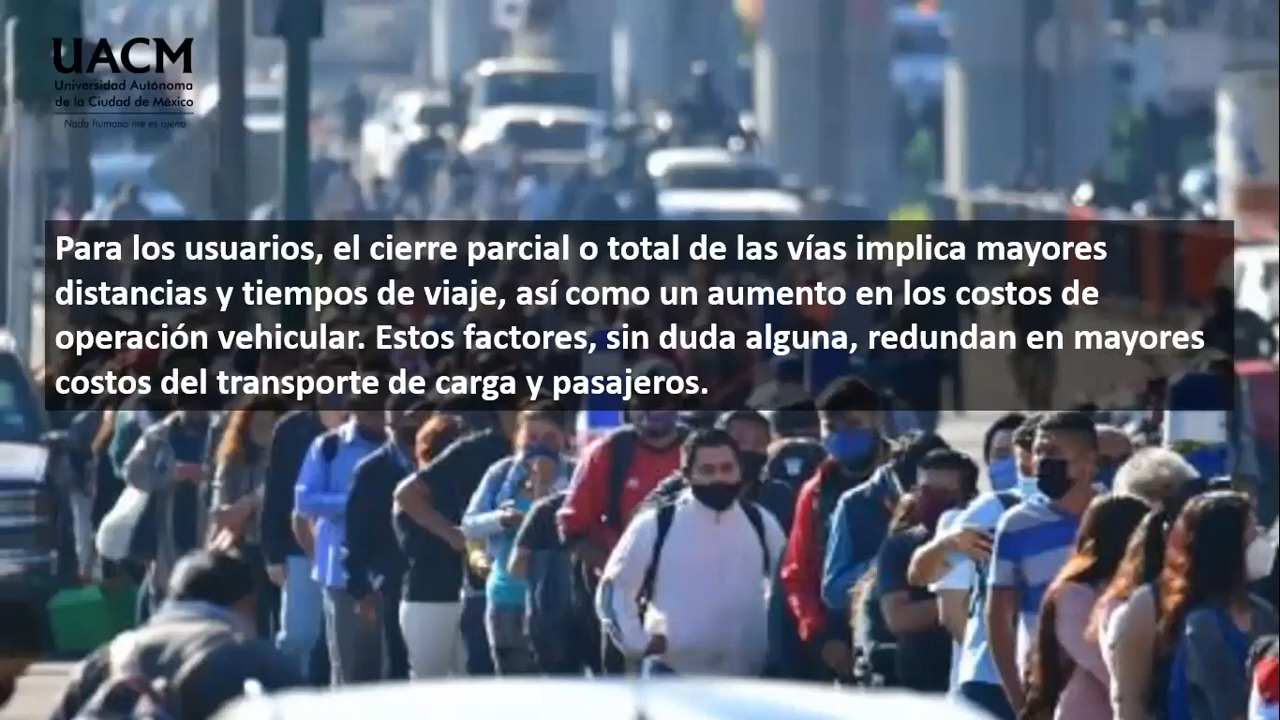 UACM
Universidad Autónoma
de la Ciudad de México
Nada humano me es ajeno
Para los usuarios, el cierre parcial o total de las vías implica mayores
distancias y tiempos de viaje, así como un aumento en los costos de
operación vehicular. Estos factores, sin duda alguna, redundan en mayores
costos del transporte de carga y pasajeros.